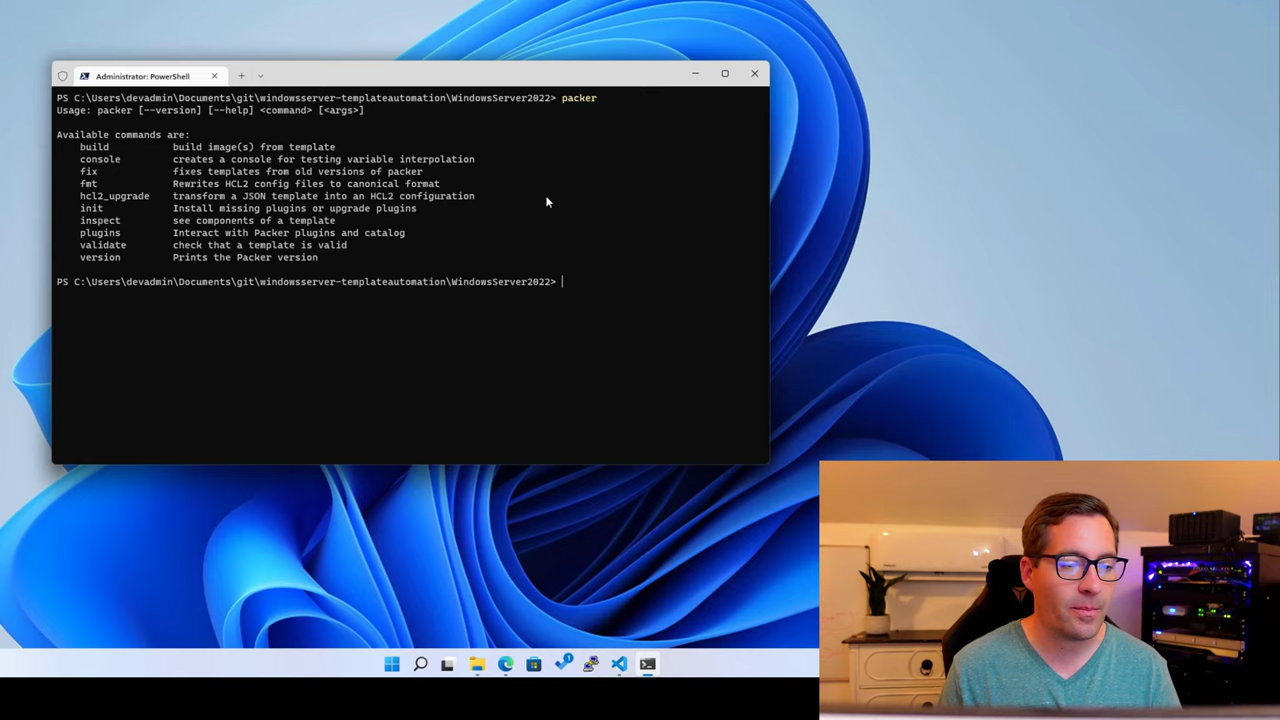 Administrator: PowerShell
PS C:\Users\devadmin\Documents\git\windowsserver-templateautomation\WindowsServer2022> packer
Usage: packer [--version] [--help] <command> [<args>]
Available commands are:
build build image(s) from template
console creates a console for testing variable interpolation
fix fixes templates from old versions of packer
fmt Rewrites HCL2 config files to canonical format
hcl2_upgrade transform a JSON template into an HCL2 configuration
init Install missing plugins or upgrade plugins
inspect see components of a template
plugins Interact with Packer plugins and catalog
validate check that a template is valid
version Prints the Packer version
PS C:\Users\devadmin\Documents\git\windowsserver-templateautomation\WindowsServer2022>